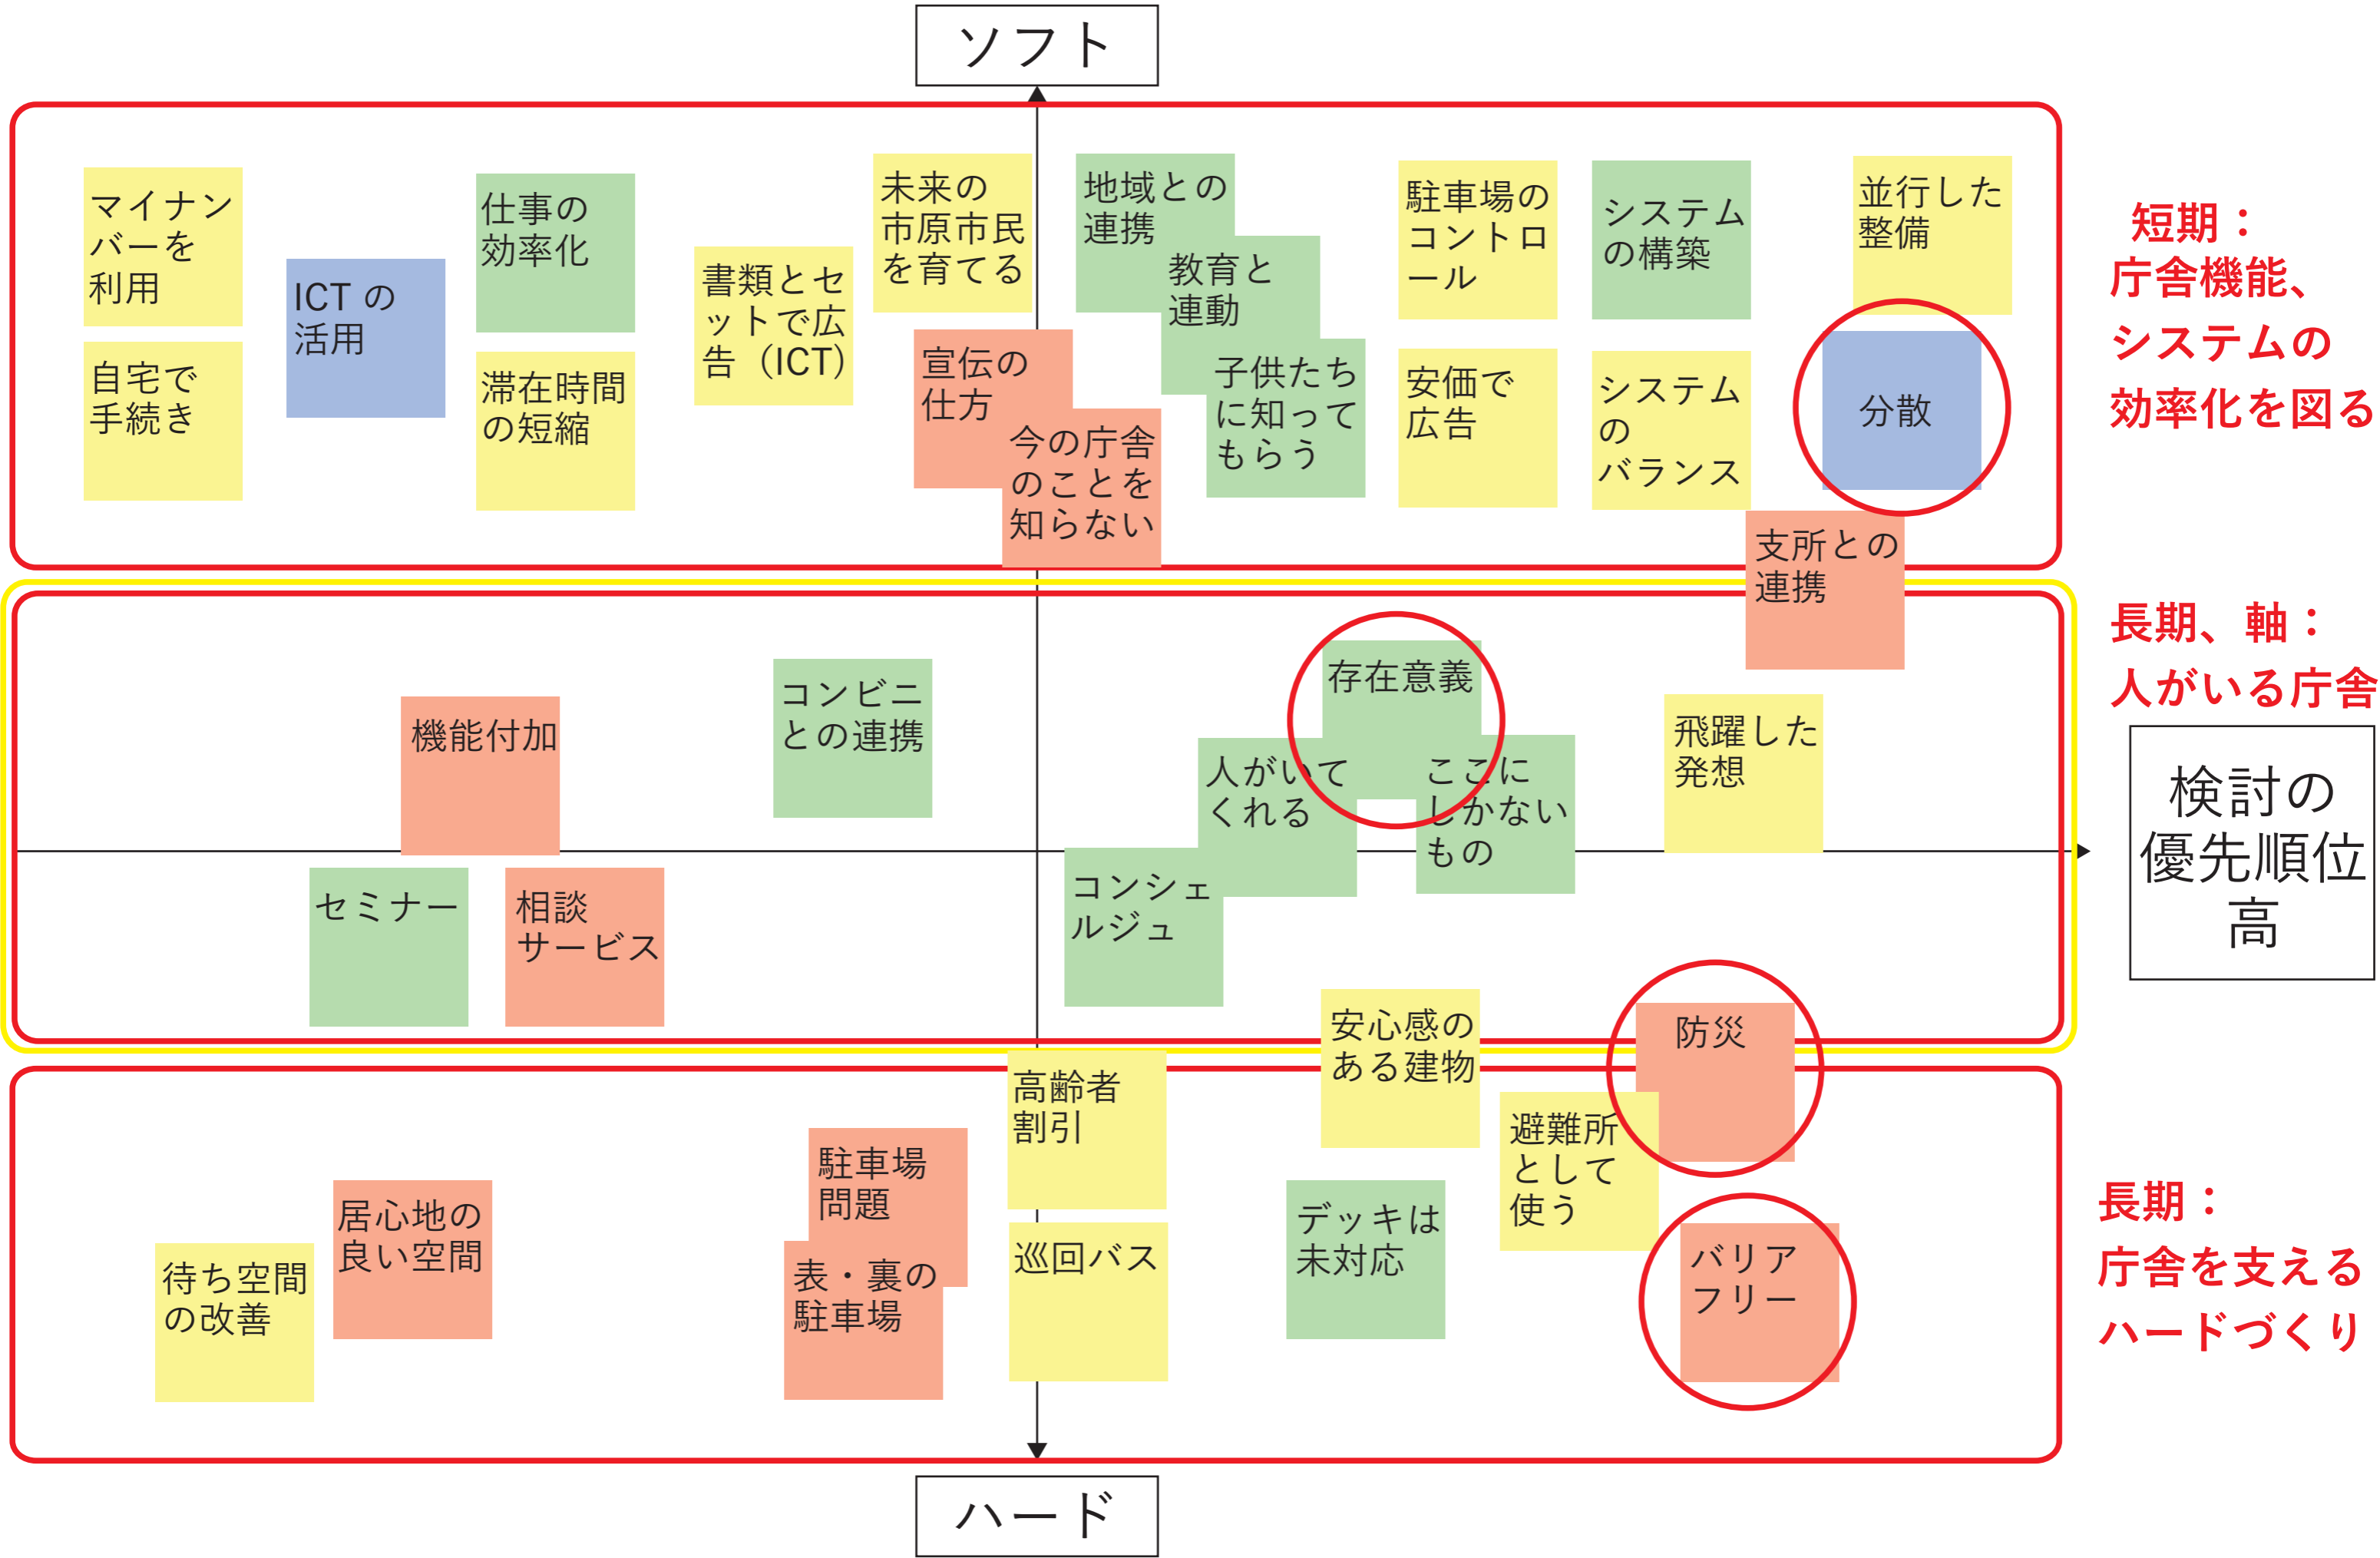 ソフト
マイナン
バーを
利用
自宅で
手続き
ICT の
活用
仕事の
効率化
滞在時間
の短縮
書類とセ
ットで広
告（ICT）
未来の
市原市民
を育てる
宣伝の
仕方
今の庁舎
のことを
知らない
地域との
連携
教育と
連動
子供たち
に知って
もらう
駐車場の
コントロ
ール
安価で
広告
システム
の構築
システム
の
バランス
並行した
整備
分散
支所との
連携
短期：
庁舎機能、
システムの
効率化を図る
機能付加
セミナー
相談
サービス
コンビニ
との連携
存在意義
人がいて
くれる
ここに
しかない
もの
コンシェ
ルジュ
飛躍した
発想
長期、軸：
人がいる庁舎
検討の
優先順位
高
待ち空間
の改善
居心地の
良い空間
駐車場
問題
表・裏の
駐車場
高齢者
割引
巡回バス
安心感の
ある建物
デッキは
未対応
避難所
として
使う
防災
バリア
フリー
長期：
庁舎を支える
ハードづくり
ハード